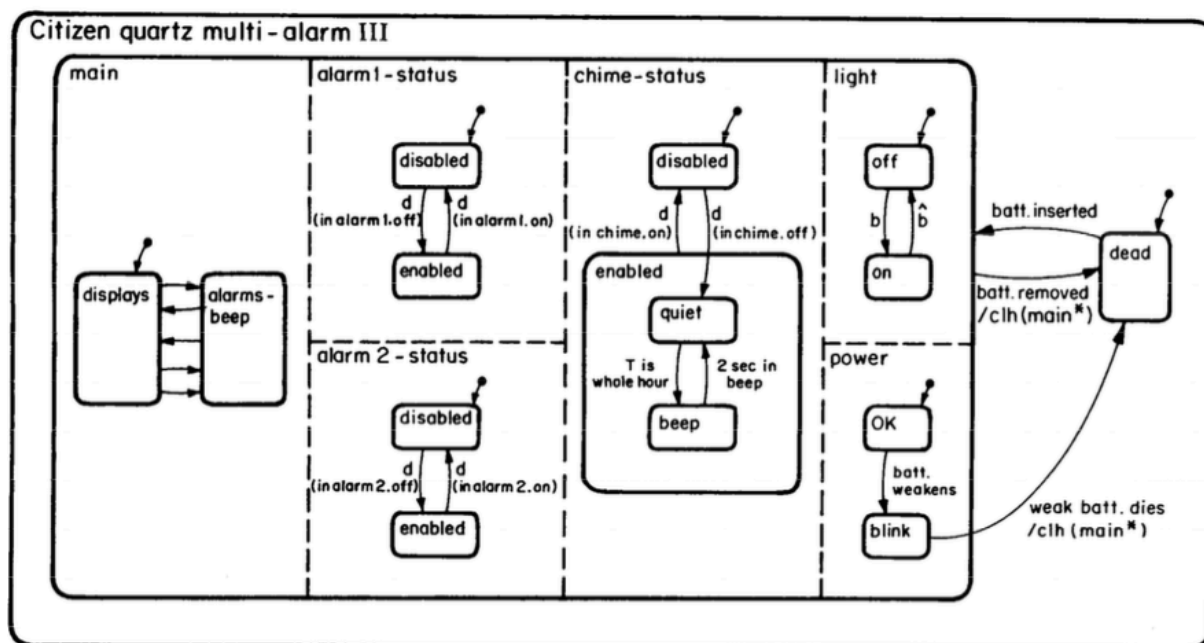 Citizen quartz multi-alarm III
main
displays
alarms-
beep
alarm1-status
disabled
d
(in alarm1.off)
d
(in alarm1.on)
enabled
alarm 2-status
disabled
d
(in alarm2.off)
d
(in alarm2.on)
enabled
chime-status
disabled
d
(in chime.on)
d
(in chime.off)
enabled
quiet
T is
whole hour
2 sec in
beep
beep
light
off
b
b̂
on
power
OK
batt.
weakens
blink
batt. inserted
dead
batt. removed
/clh(main*)
weak batt. dies
/clh(main*)